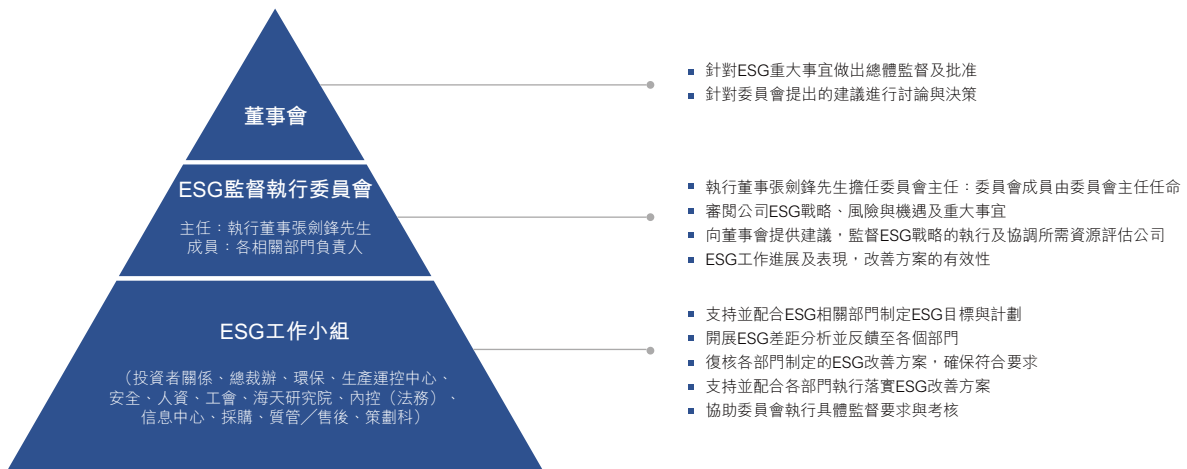 董事會
針對ESG重大事宜做出總體監督及批准
針對委員會提出的建議進行討論與決策
ESG監督執行委員會
主任：執行董事張劍鋒先生
成員：各相關部門負責人
執行董事張劍鋒先生擔任委員會主任：委員會成員由委員會主任任命
審閱公司ESG戰略、風險與機遇及重大事宜
向董事會提供建議，監督ESG戰略的執行及協調所需資源評估公司
ESG工作進展及表現，改善方案的有效性
ESG工作小組
（投資者關係、總裁辦、環保、生產運控中心、
安全、人資、工會、海天研究院、內控（法務）、
信息中心、採購、質管／售後、策劃科）
支持並配合ESG相關部門制定ESG目標與計劃
開展ESG差距分析並反饋至各個部門
復核各部門制定的ESG改善方案，確保符合要求
支持並配合各部門執行落實ESG改善方案
協助委員會執行具體監督要求與考核